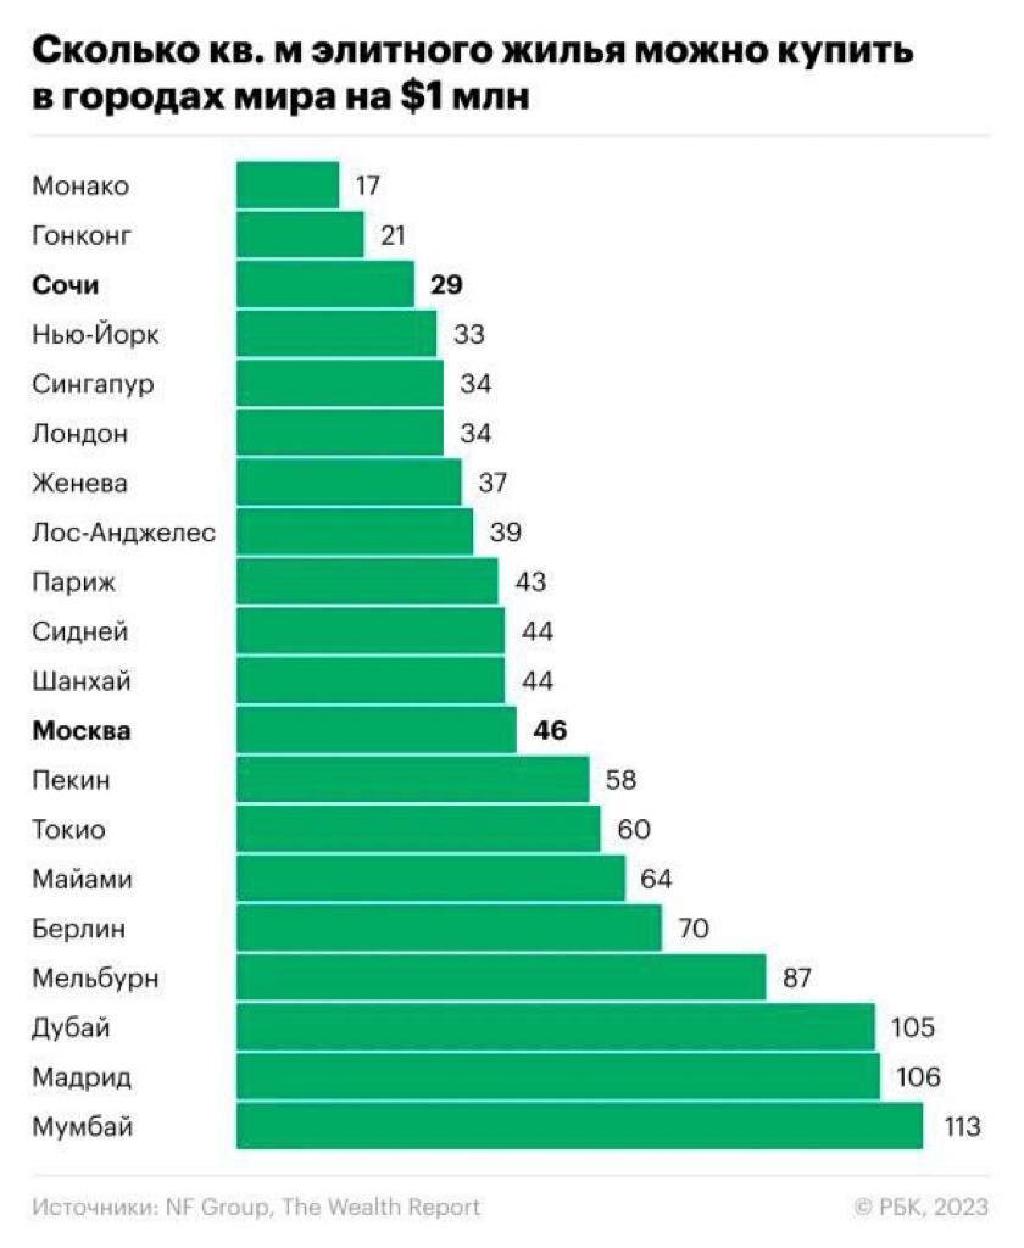 Сколько кв. м элитного жилья можно купить
в городах мира на $1 млн
Монако 17
Гонконг 21
Сочи 29
Нью-Йорк 33
Сингапур 34
Лондон 34
Женева 37
Лос-Анджелес 39
Париж 43
Сидней 44
Шанхай 44
Москва 46
Пекин 58
Токио 60
Майами 64
Берлин 70
Мельбурн 87
Дубай 105
Мадрид 106
Мумбай 113
Источники: NF Group, The Wealth Report © РБК, 2023